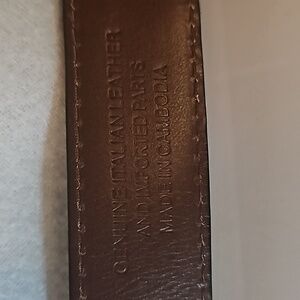 GENUINE ITALIAN LEATHER
AND IMPORTED PARTS
MADE IN CAMBODIA